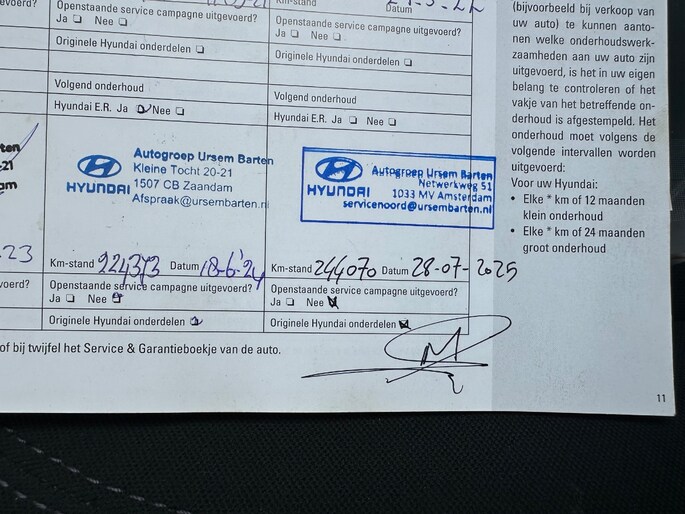 voerd?
Openstaande service campagne uitgevoerd?
Ja Nee
Originele Hyundai onderdelen
Volgend onderhoud
Hyundai E.R. Ja Nee
HYUNDAI
Autogroep Ursem Barten
Kleine Tocht 20-21
1507 CB Zaandam
Afspraak@ursembarten.nl
Km-stand 224373 Datum 18-6-'24
Openstaande service campagne uitgevoerd?
Ja Nee
Originele Hyundai onderdelen
Km-stand Datum
Openstaande service campagne uitgevoerd?
Ja Nee
Originele Hyundai onderdelen
Volgend onderhoud
Hyundai E.R. Ja Nee
HYUNDAI
Autogroep Ursem Barten
Netwerkweg 51
1033 MV Amsterdam
servicenoord@ursembarten.nl
Km-stand 244070 Datum 28-07-2025
Openstaande service campagne uitgevoerd?
Ja Nee
Originele Hyundai onderdelen
of bij twijfel het Service & Garantieboekje van de auto.
(bijvoorbeeld bij verkoop van
uw auto) te kunnen aanto-
nen welke onderhoudswerk-
zaamheden aan uw auto zijn
uitgevoerd, is het in uw eigen
belang te controleren of het
vakje van het betreffende on-
derhoud is afgestempeld. Het
onderhoud moet volgens de
volgende intervallen worden
uitgevoerd:
Voor uw Hyundai:
• Elke * km of 12 maanden
klein onderhoud
• Elke * km of 24 maanden
groot onderhoud
11